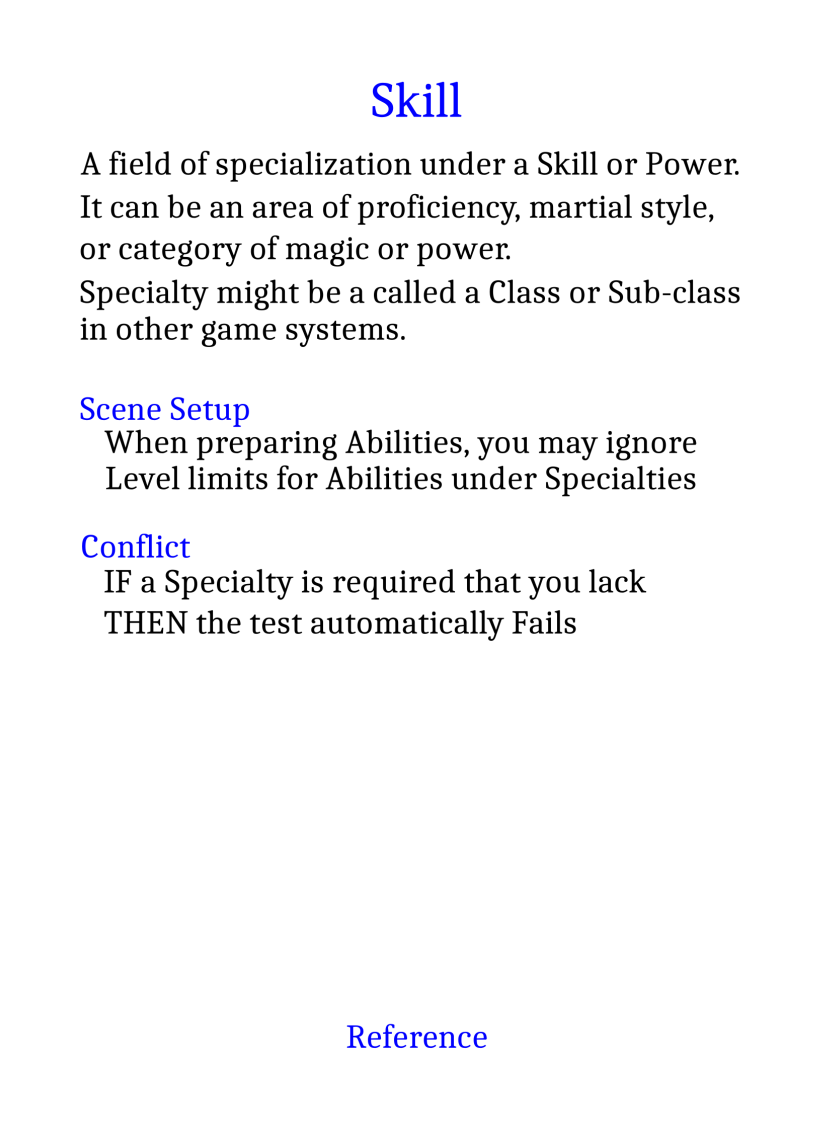 Skill
A field of specialization under a Skill or Power.
It can be an area of proficiency, martial style,
or category of magic or power.
Specialty might be a called a Class or Sub-class
in other game systems.
Scene Setup
When preparing Abilities, you may ignore
Level limits for Abilities under Specialties
Conflict
IF a Specialty is required that you lack
THEN the test automatically Fails
Reference